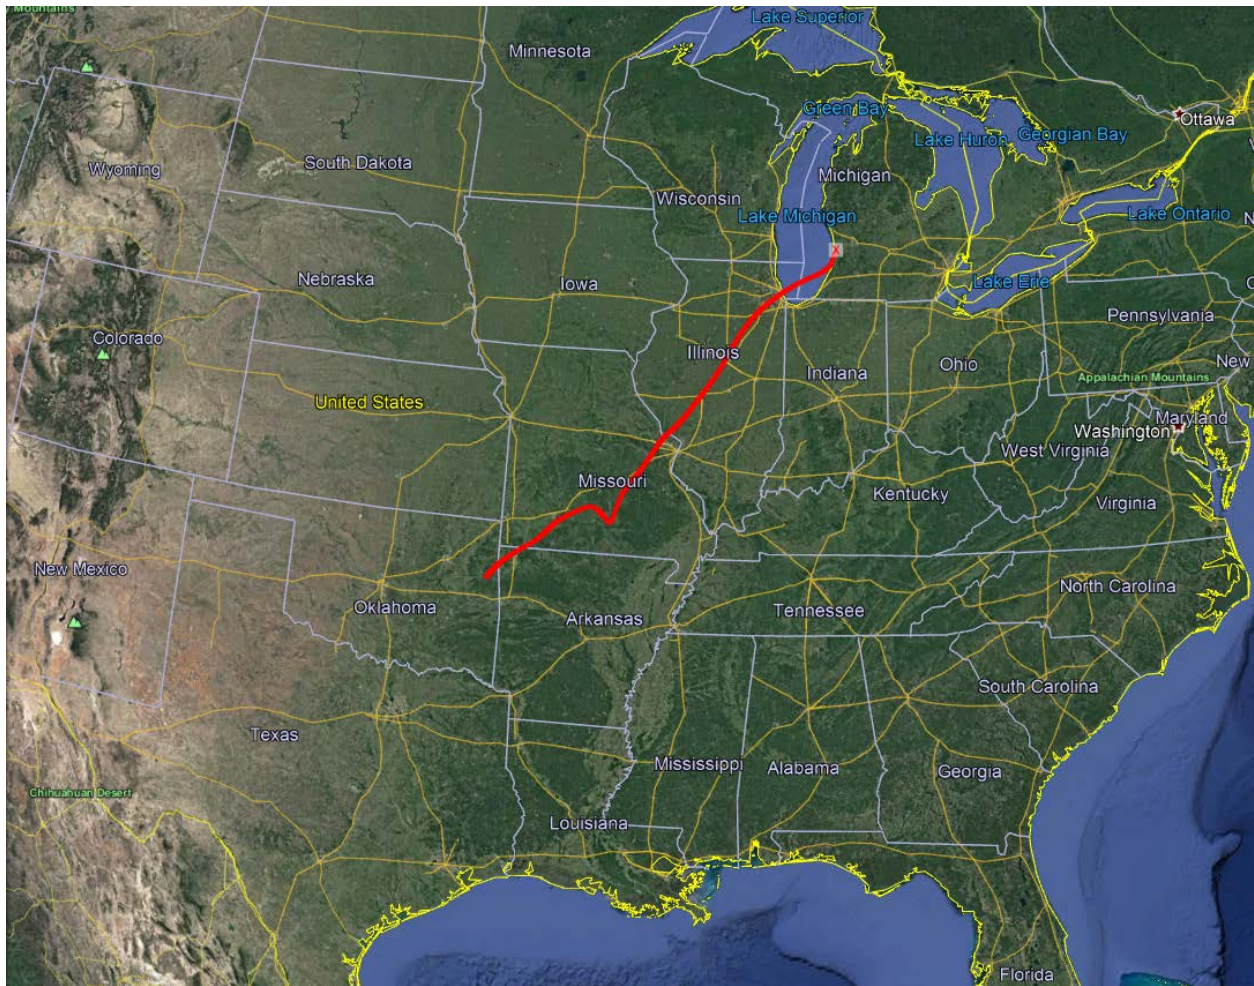 Mountains
Lake Superior
Minnesota
Green Bay
Ottawa
Lake Huron
Georgian Bay
South Dakota
Wyoming
Michigan
Wisconsin
Lake Michigan
Lake Ontario
X
Nebraska
Iowa
Lake Erie
Pennsylvania
Colorado
Illinois
New
Ohio
Indiana
Appalachian Mountains
United States
Maryland
Washington
West Virginia
Missouri
Kentucky
Virginia
New Mexico
North Carolina
Oklahoma
Tennessee
Arkansas
South Carolina
Texas
Mississippi
Alabama
Georgia
Chihuahuan Desert
Louisiana
Florida